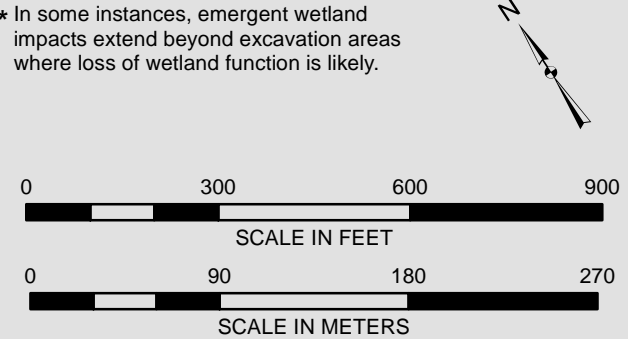 * In some instances, emergent wetland
impacts extend beyond excavation areas
where loss of wetland function is likely.
N
0 300 600 900
SCALE IN FEET
0 90 180 270
SCALE IN METERS